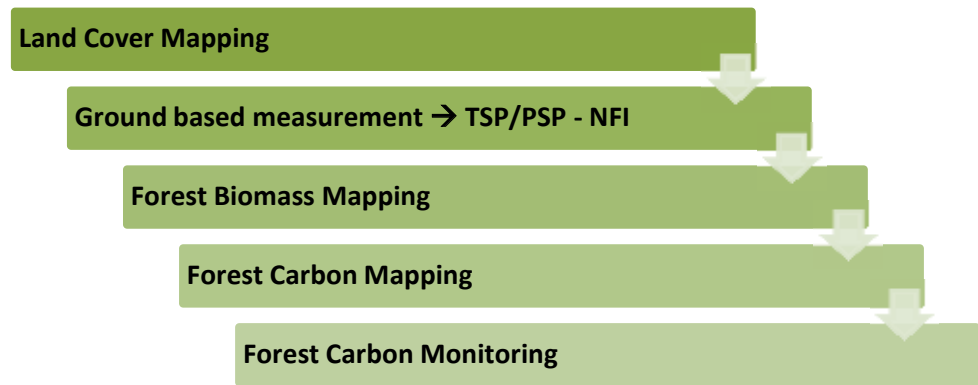 Land Cover Mapping
Ground based measurement → TSP/PSP - NFI
Forest Biomass Mapping
Forest Carbon Mapping
Forest Carbon Monitoring